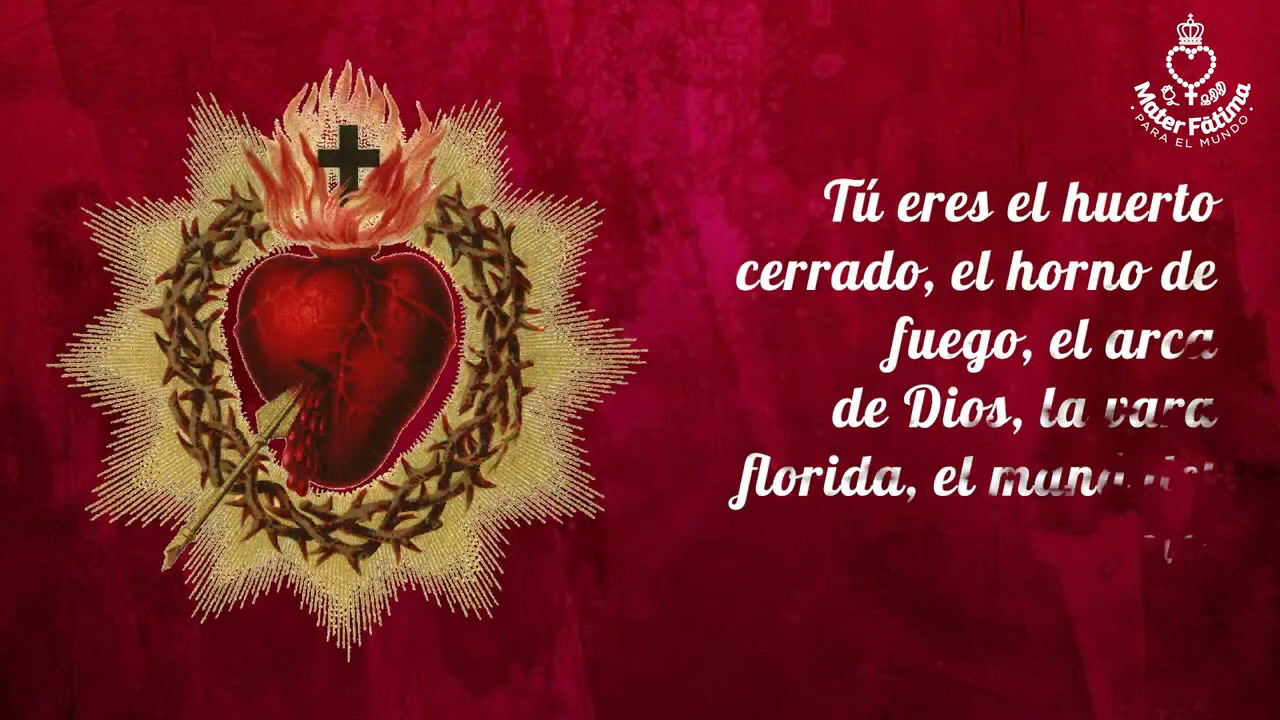 Mater Fátima
· PARA EL MUNDO ·
Tú eres el huerto
cerrado, el horno de
fuego, el arca
de Dios, la vara
florida, el